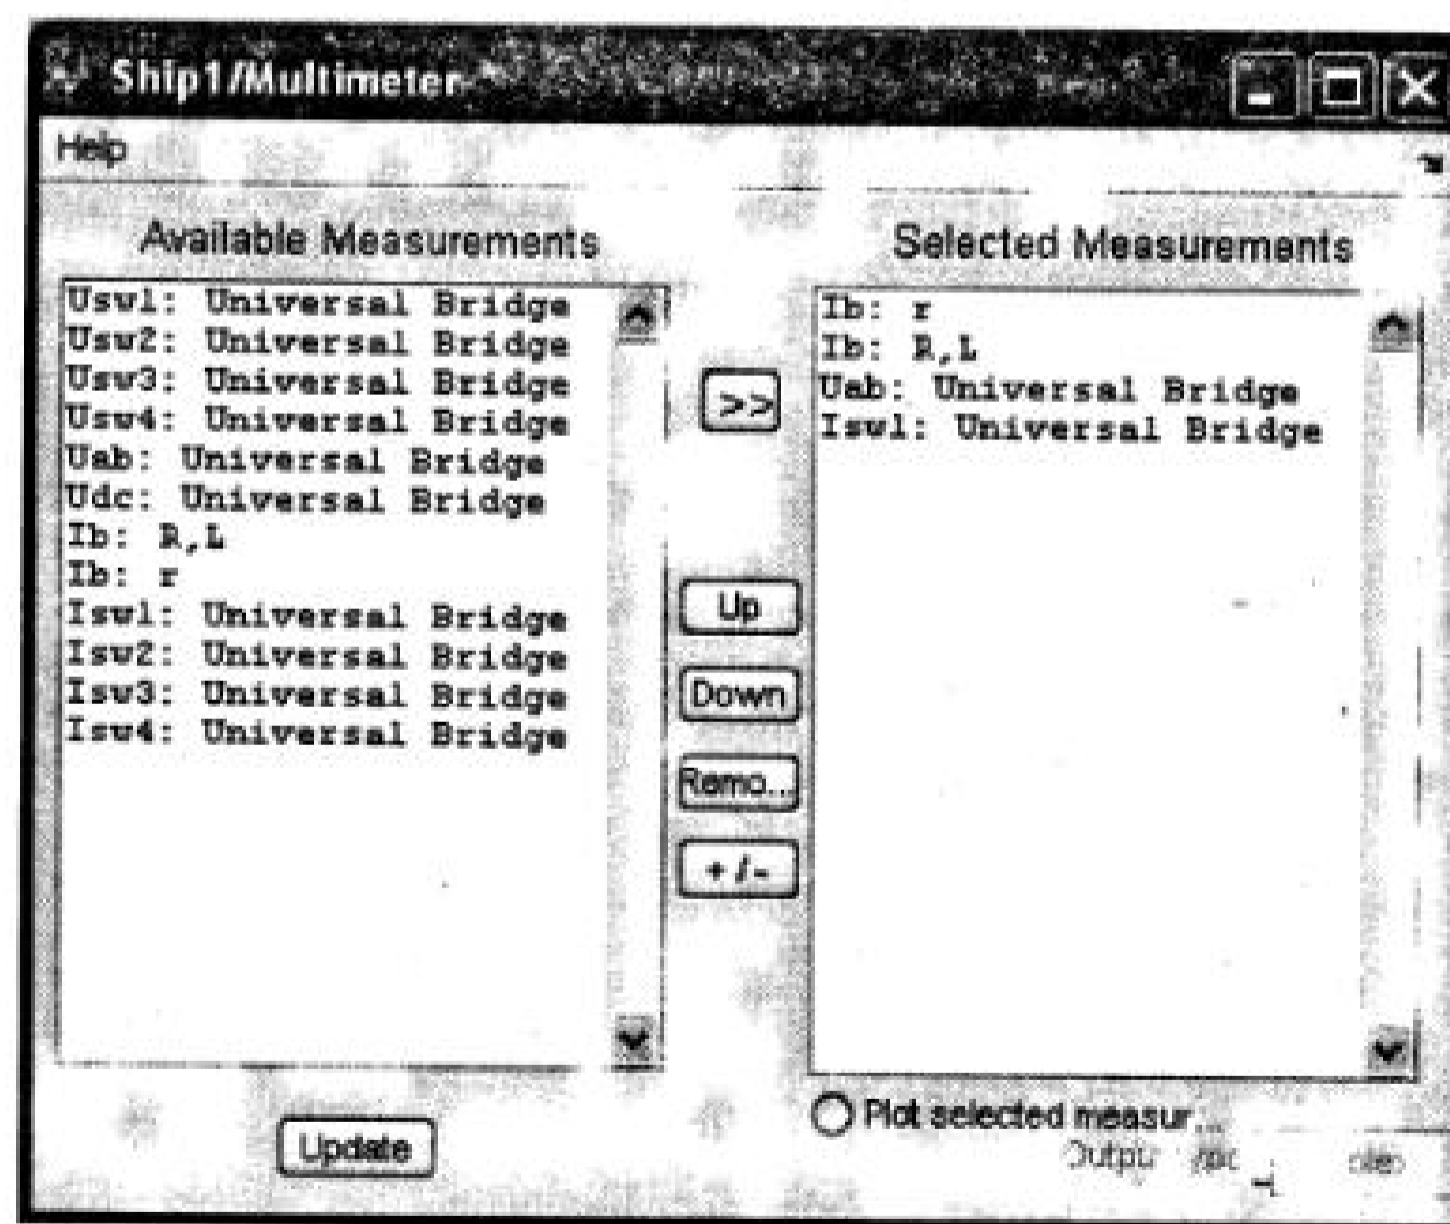 Ship1/Multimeter
Help
Available Measurements
Usw1: Universal Bridge
Usw2: Universal Bridge
Usw3: Universal Bridge
Usw4: Universal Bridge
Uab: Universal Bridge
Udc: Universal Bridge
Ib: R,L
Ib: r
Isw1: Universal Bridge
Isw2: Universal Bridge
Isw3: Universal Bridge
Isw4: Universal Bridge
Update
>>
Up
Down
Remo...
+/-
Selected Measurements
Ib: r
Ib: R,L
Uab: Universal Bridge
Isw1: Universal Bridge
Plot selected measur...